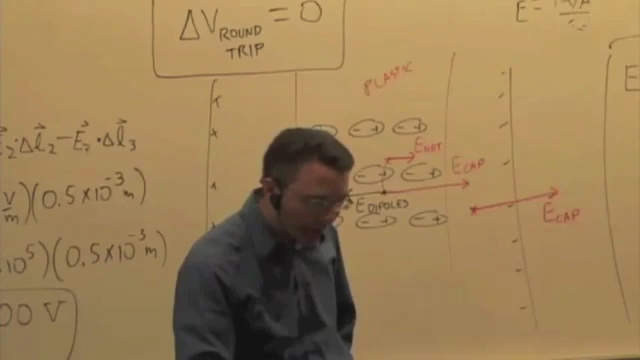 ΔV ROUND TRIP = 0
E =
PLASTIC
E₂·Δl₂ - E₂·Δl₃
V/m)(0.5×10⁻³ m)
×10⁵)(0.5×10⁻³ m)
00 V
- +
- +
E NET
- +
- +
E CAP
E DIPOLES
- +
- +
E CAP
E